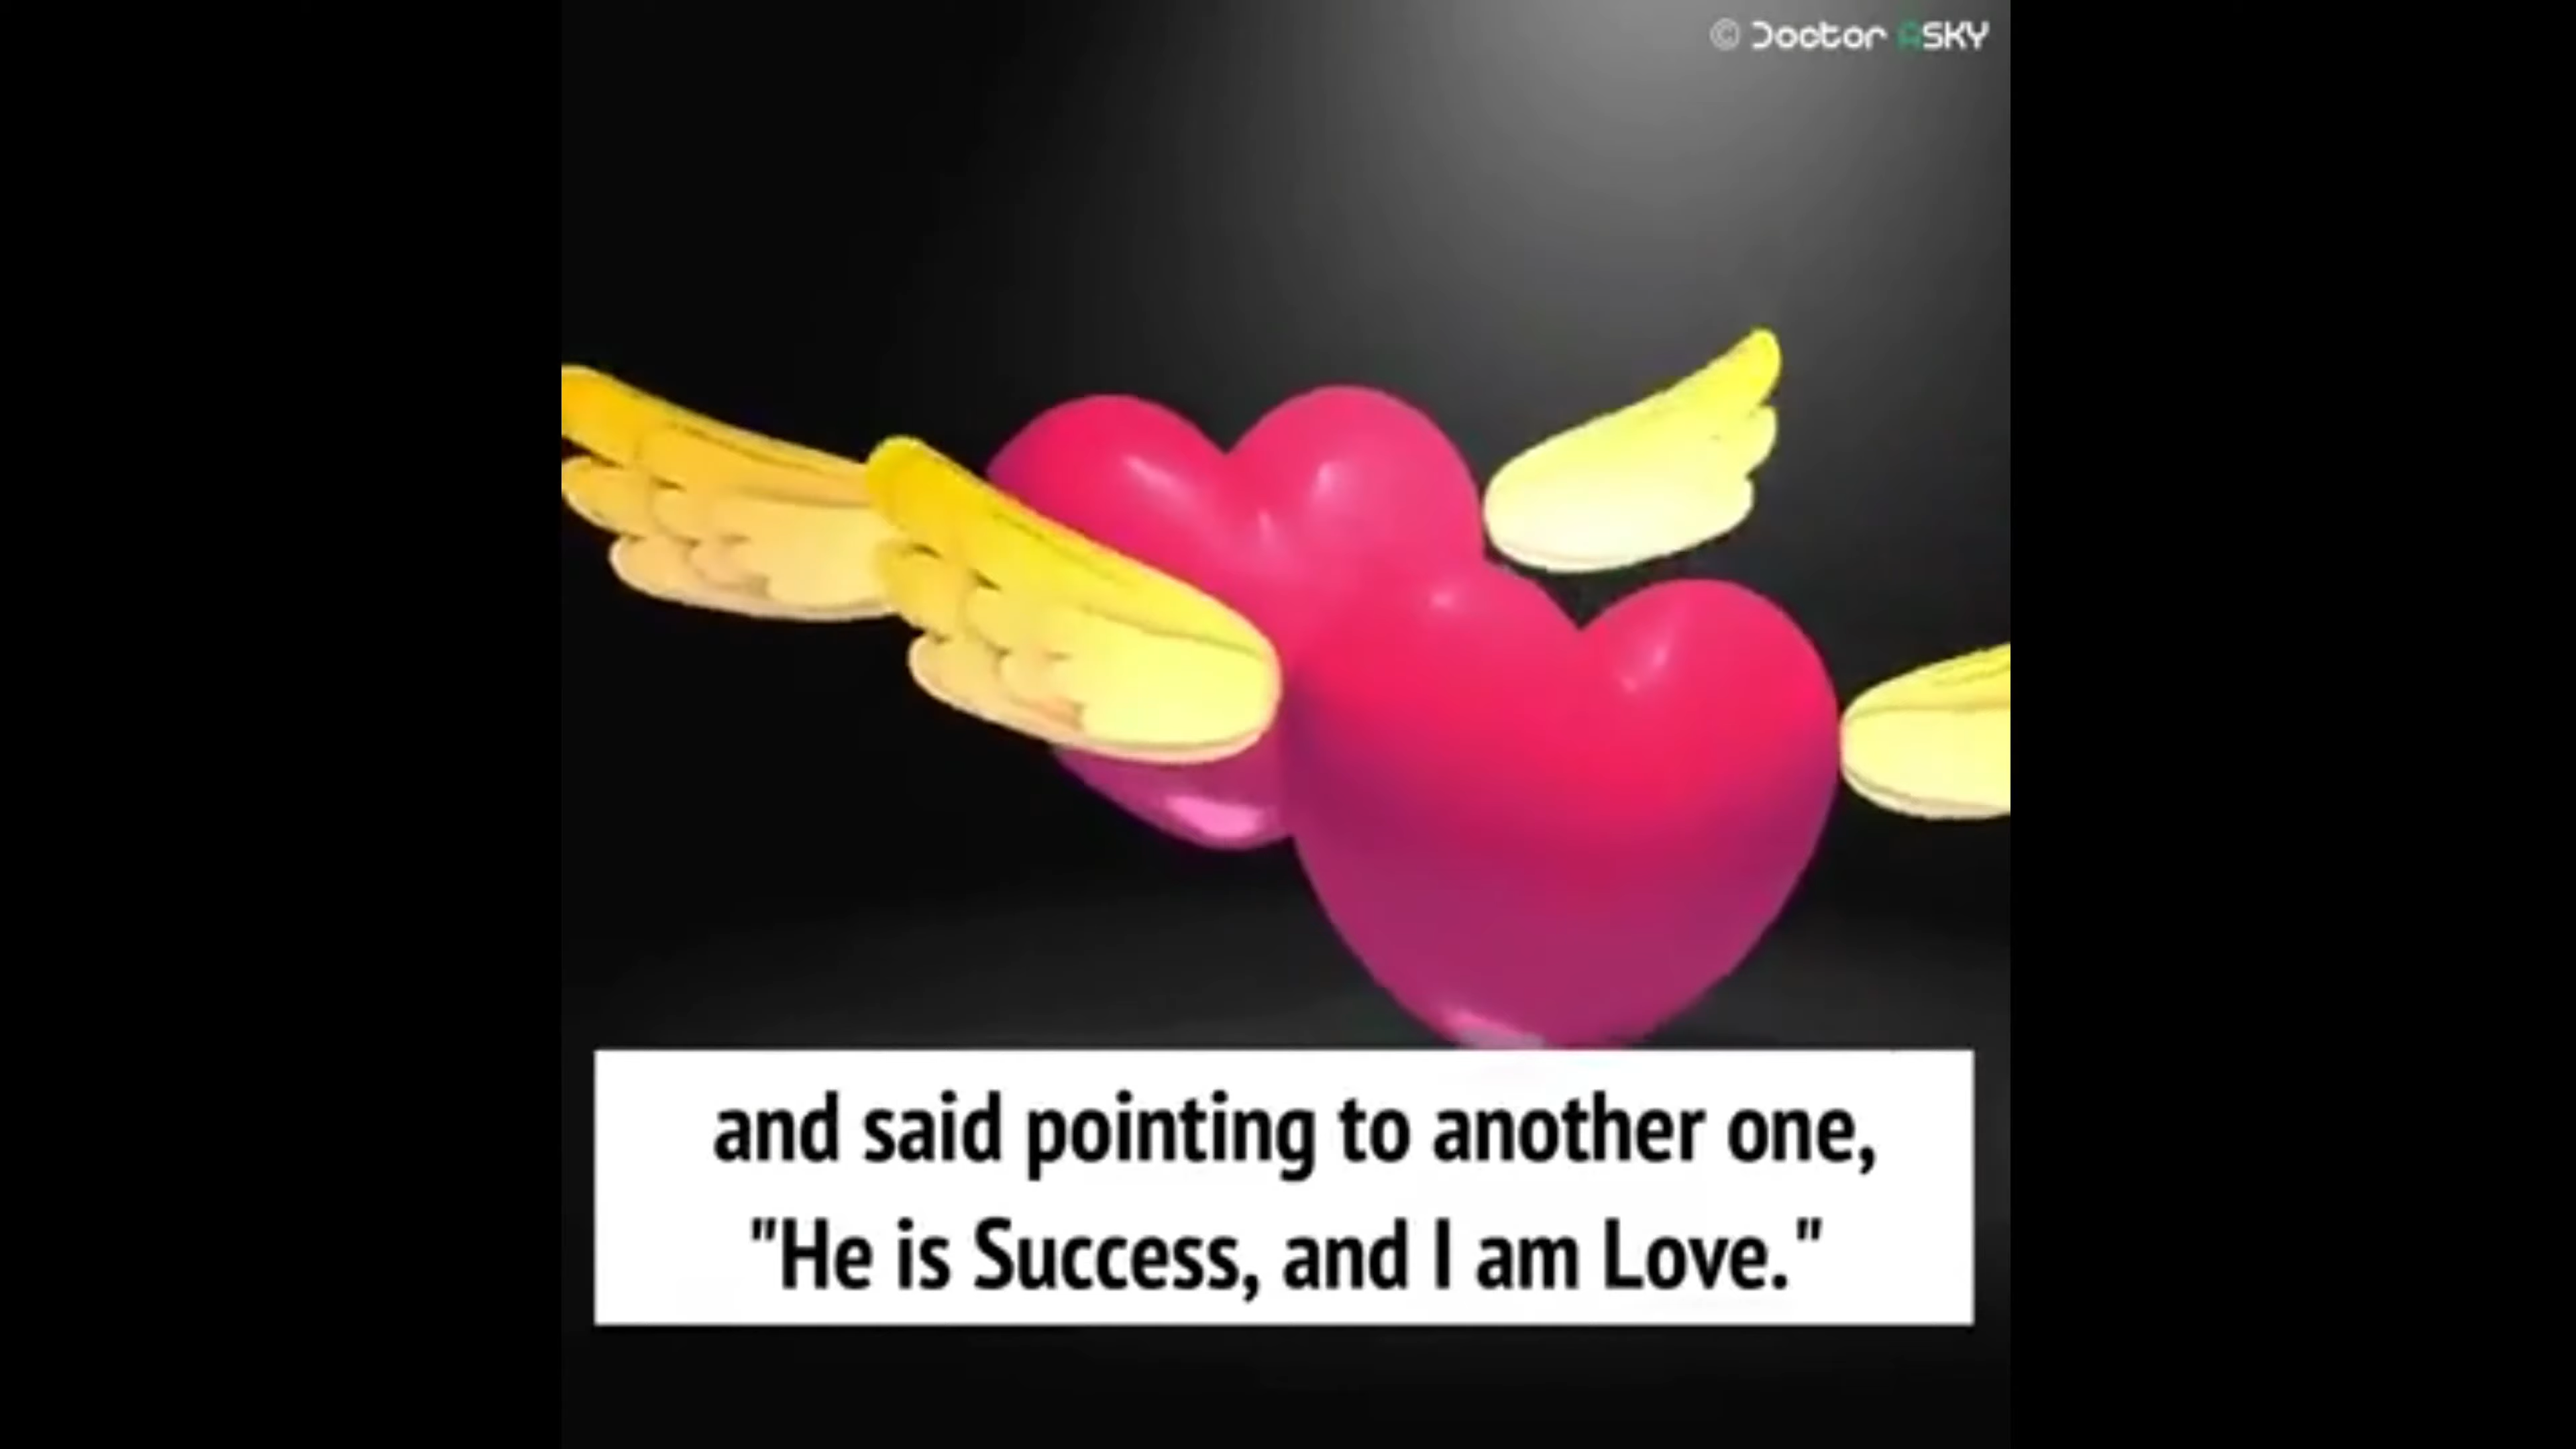 © Doctor ASKY
and said pointing to another one,
"He is Success, and I am Love."